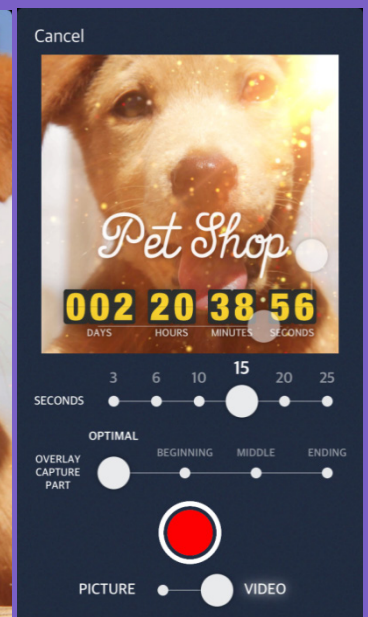 Cancel
Pet Shop
002 20 38 56
DAYS HOURS MINUTES SECONDS
15
3 6 10 20 25
SECONDS
OPTIMAL
BEGINNING MIDDLE ENDING
OVERLAY
CAPTURE
PART
PICTURE VIDEO